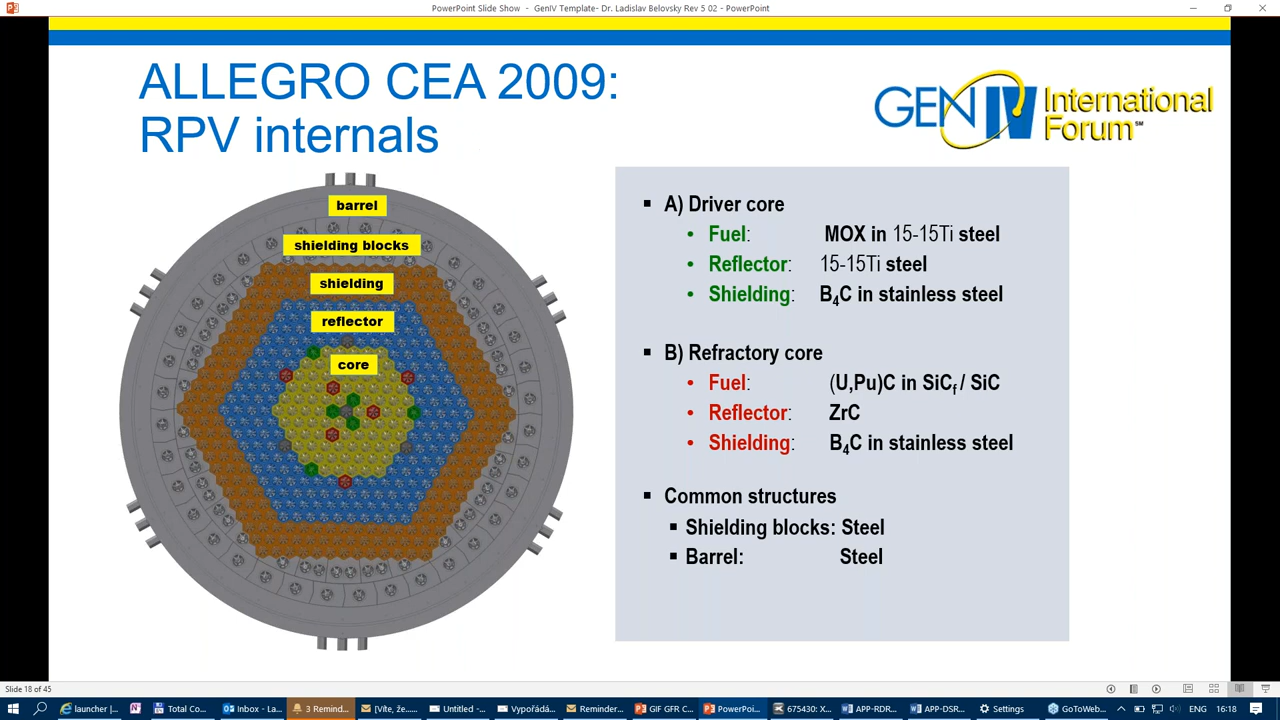 PowerPoint Slide Show - GenIV Template- Dr. Ladislav Belovsky Rev 5 02 - PowerPoint
ALLEGRO CEA 2009:
RPV internals
GENIV International
Forum℠
barrel
shielding blocks
shielding
reflector
core
▪ A) Driver core
• Fuel: MOX in 15-15Ti steel
• Reflector: 15-15Ti steel
• Shielding: B₄C in stainless steel
▪ B) Refractory core
• Fuel: (U,Pu)C in SiCf / SiC
• Reflector: ZrC
• Shielding: B₄C in stainless steel
▪ Common structures
▪ Shielding blocks: Steel
▪ Barrel: Steel
Slide 18 of 45
launcher |...
Total Co...
Inbox - La...
3 Remind...
[Víte, že...
Untitled -...
Vypořádá...
Reminder...
GIF GFR C...
PowerPoi...
675430: X...
APP-RDR...
APP-DSR...
Settings
GoToWeb...
ENG
16:18